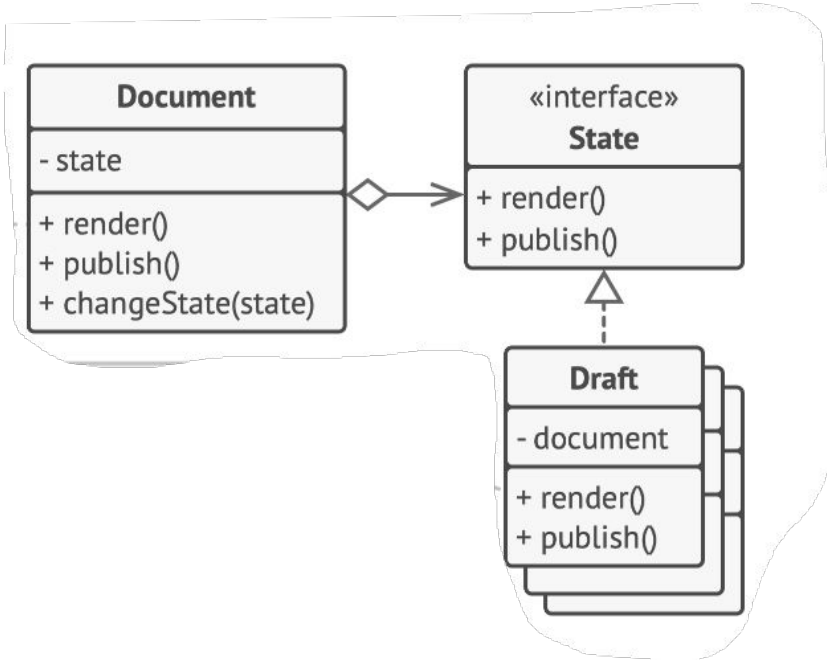 Document
- state
+ render()
+ publish()
+ changeState(state)
«interface»
State
+ render()
+ publish()
Draft
- document
+ render()
+ publish()